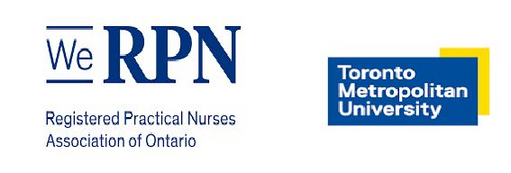 We RPN
Registered Practical Nurses
Association of Ontario
Toronto
Metropolitan
University